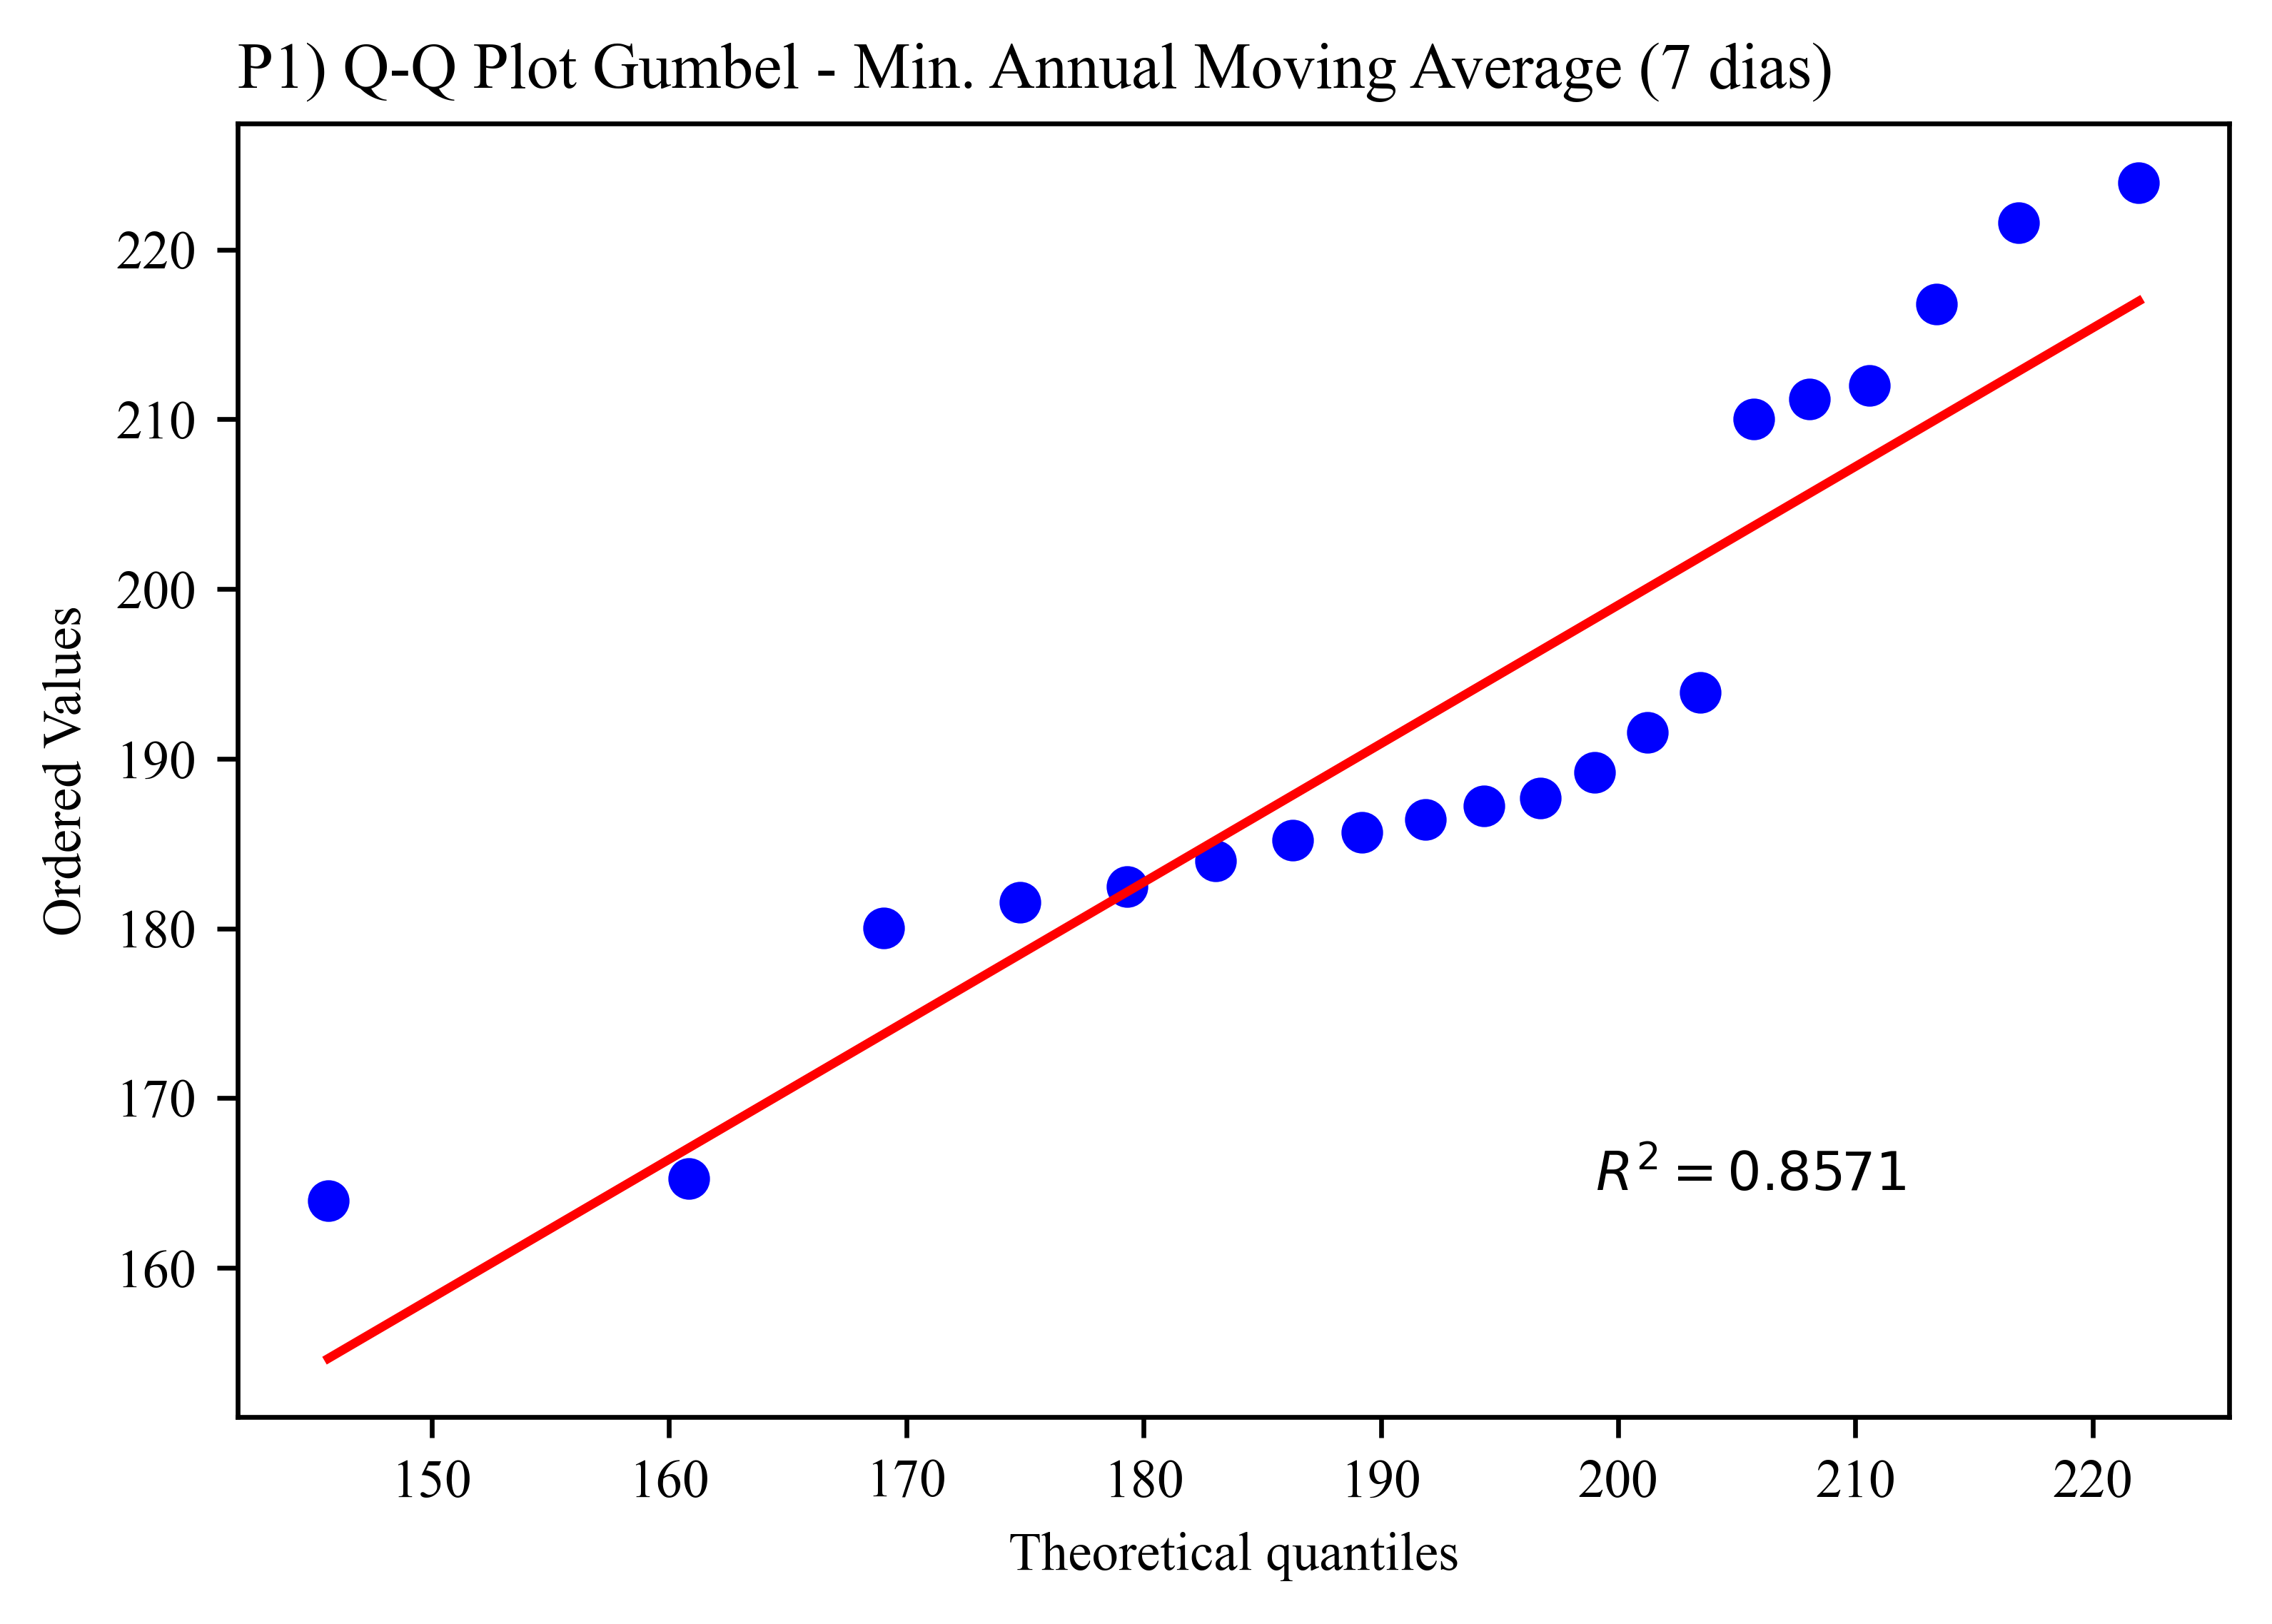 P1) Q-Q Plot Gumbel - Min. Annual Moving Average (7 dias)
220
210
200
190
180
170
160
Ordered Values
R² = 0.8571
150 160 170 180 190 200 210 220
Theoretical quantiles